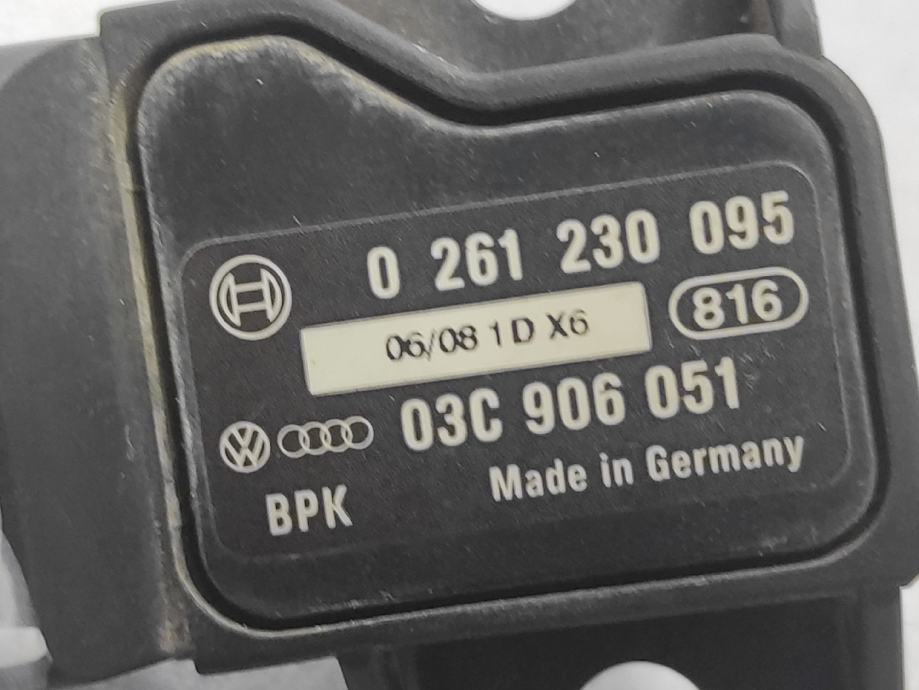 0 261 230 095
06/08 1D X6
816
03C 906 051
Made in Germany
BPK